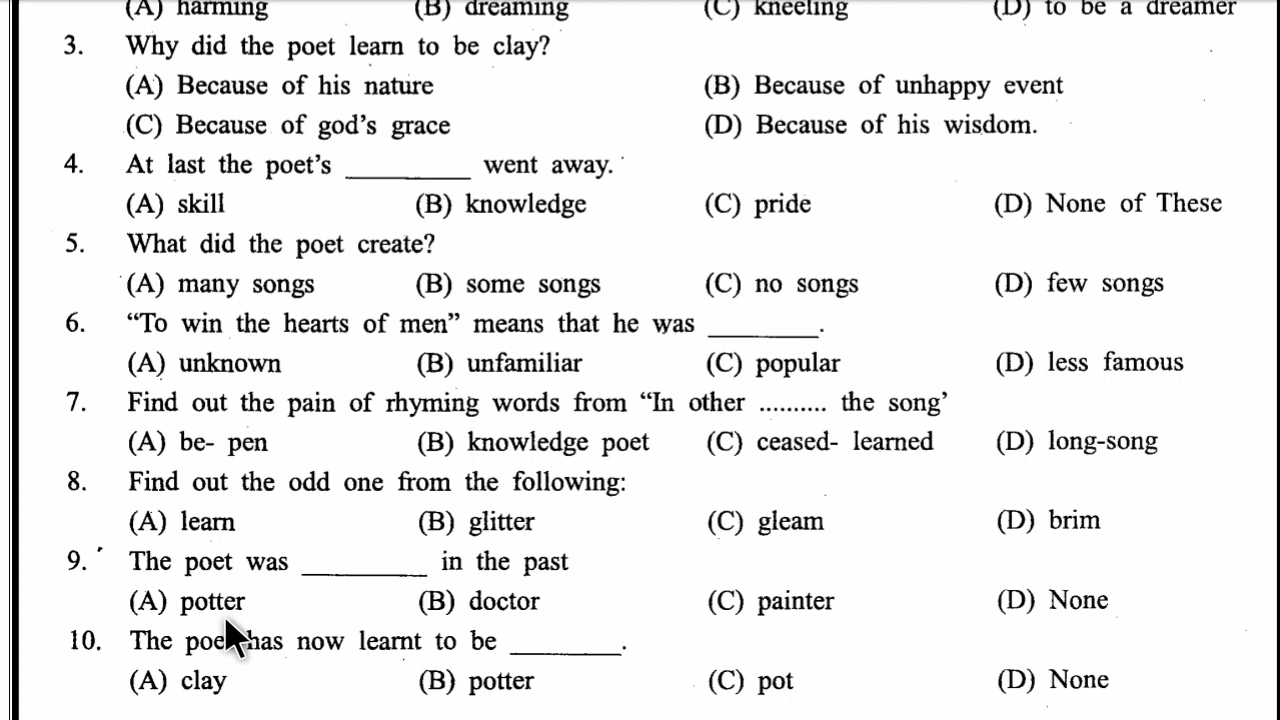 (A) harming (B) dreaming (C) kneeling (D) to be a dreamer
3. Why did the poet learn to be clay?
(A) Because of his nature (B) Because of unhappy event
(C) Because of god's grace (D) Because of his wisdom.
4. At last the poet's _________ went away.
(A) skill (B) knowledge (C) pride (D) None of These
5. What did the poet create?
(A) many songs (B) some songs (C) no songs (D) few songs
6. “To win the hearts of men” means that he was ________.
(A) unknown (B) unfamiliar (C) popular (D) less famous
7. Find out the pain of rhyming words from “In other .......... the song’
(A) be- pen (B) knowledge poet (C) ceased- learned (D) long-song
8. Find out the odd one from the following:
(A) learn (B) glitter (C) gleam (D) brim
9. The poet was _________ in the past
(A) potter (B) doctor (C) painter (D) None
10. The poet has now learnt to be ________.
(A) clay (B) potter (C) pot (D) None